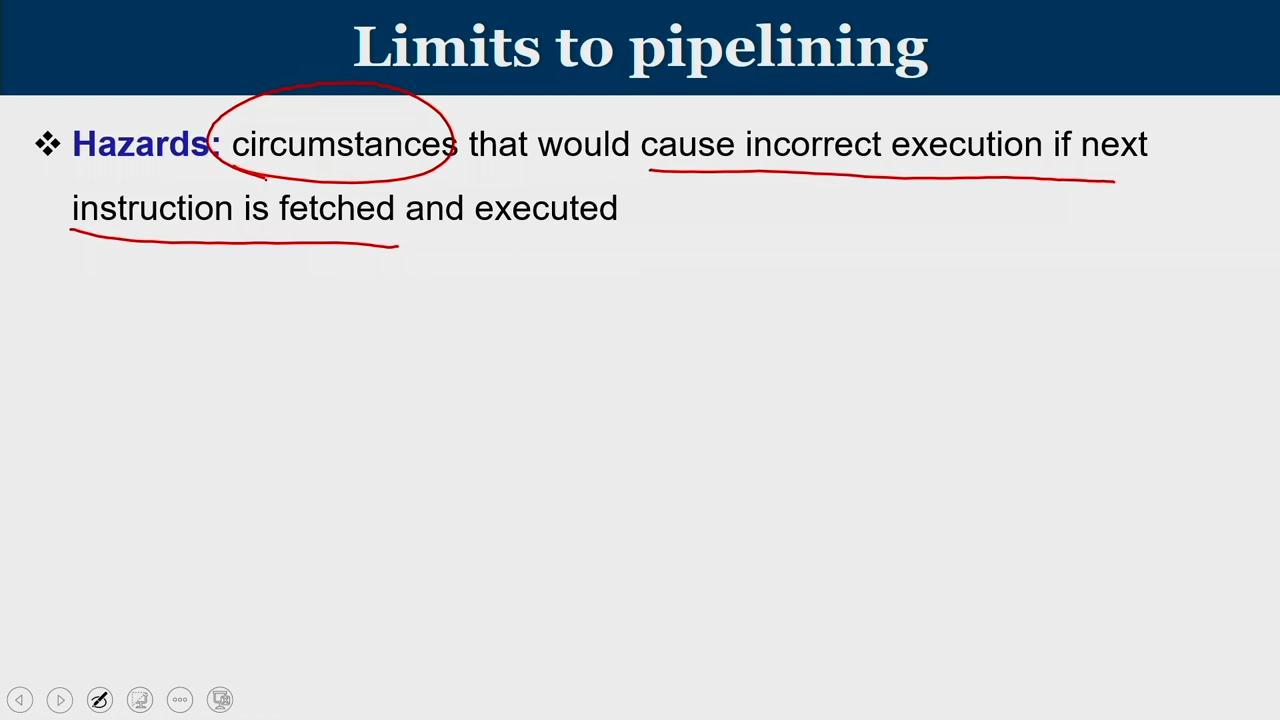 Limits to pipelining
❖ Hazards: circumstances that would cause incorrect execution if next
instruction is fetched and executed